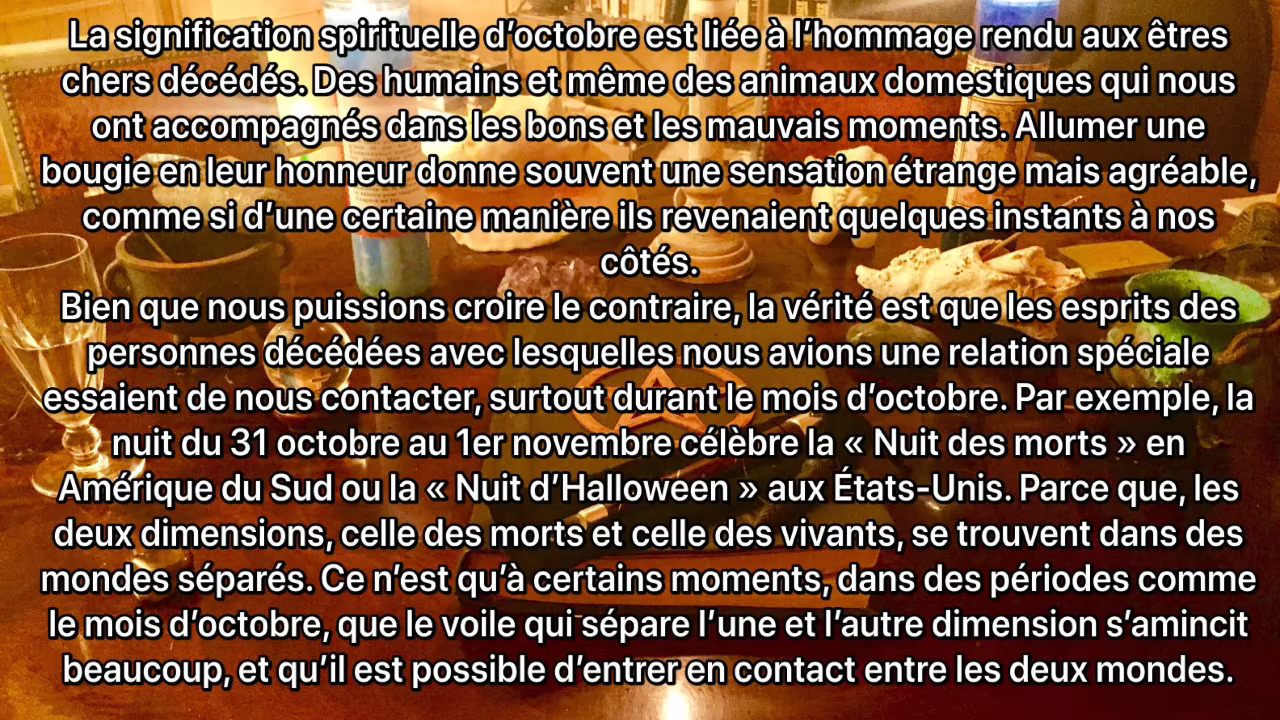 La signification spirituelle d’octobre est liée à l’hommage rendu aux êtres
chers décédés. Des humains et même des animaux domestiques qui nous
ont accompagnés dans les bons et les mauvais moments. Allumer une
bougie en leur honneur donne souvent une sensation étrange mais agréable,
comme si d’une certaine manière ils revenaient quelques instants à nos
côtés.
Bien que nous puissions croire le contraire, la vérité est que les esprits des
personnes décédées avec lesquelles nous avions une relation spéciale
essaient de nous contacter, surtout durant le mois d’octobre. Par exemple, la
nuit du 31 octobre au 1er novembre célèbre la « Nuit des morts » en
Amérique du Sud ou la « Nuit d’Halloween » aux États-Unis. Parce que, les
deux dimensions, celle des morts et celle des vivants, se trouvent dans des
mondes séparés. Ce n’est qu’à certains moments, dans des périodes comme
le mois d’octobre, que le voile qui sépare l’une et l’autre dimension s’amincit
beaucoup, et qu’il est possible d’entrer en contact entre les deux mondes.